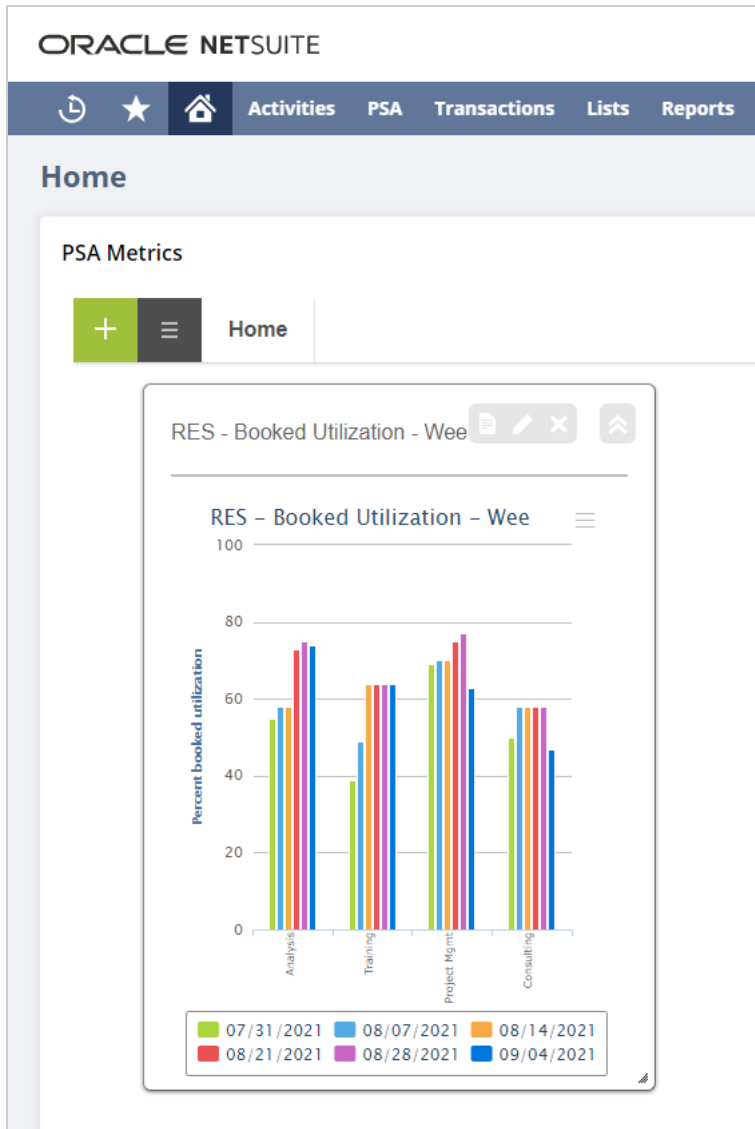 ORACLE NETSUITE
Activities PSA Transactions Lists Reports
Home
PSA Metrics
Home
RES - Booked Utilization - Wee
RES – Booked Utilization – Wee
100
80
60
40
20
0
Percent booked utilization
Analysis Training Project Mgmt Consulting
07/31/2021 08/07/2021 08/14/2021
08/21/2021 08/28/2021 09/04/2021